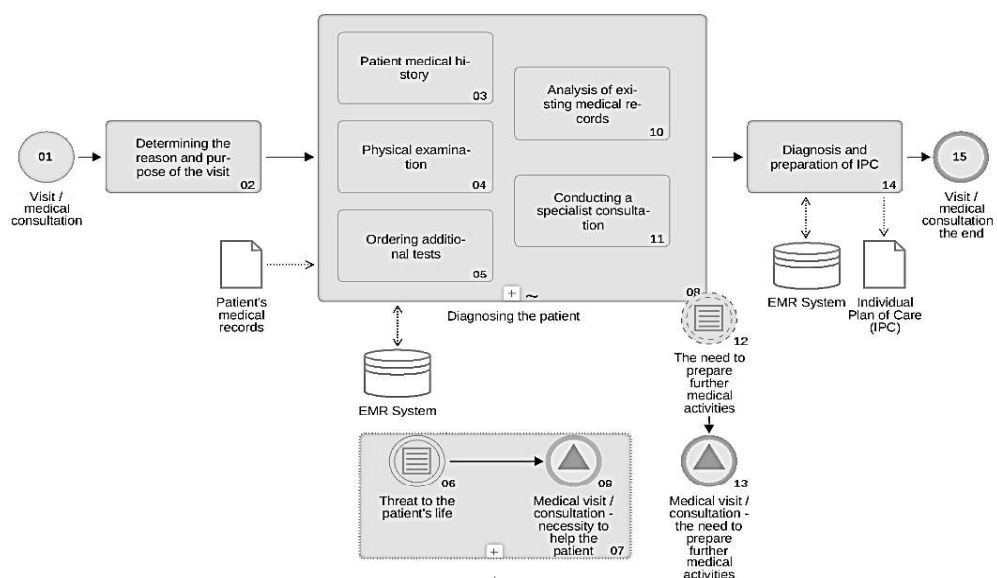 01
Visit /
medical
consultation
Determining the
reason and pur-
pose of the visit
02
Patient's
medical
records
Patient medical hi-
story
03
Physical examina-
tion
04
Ordering additio-
nal tests
05
Analysis of exi-
sting medical re-
cords
10
Conducting a
specialist consulta-
tion
11
+ ~
08
Diagnosing the patient
EMR System
Diagnosis and
preparation of IPC
14
EMR System
Individual
Plan of Care
(IPC)
15
Visit /
medical
consultation
the end
12
The need to
prepare
further
medical
activities
13
Medical visit /
consultation -
the need to
prepare
further
medical
activities
06
Threat to the
patient's life
09
Medical visit /
consultation -
necessity to
help the
patient
07
+